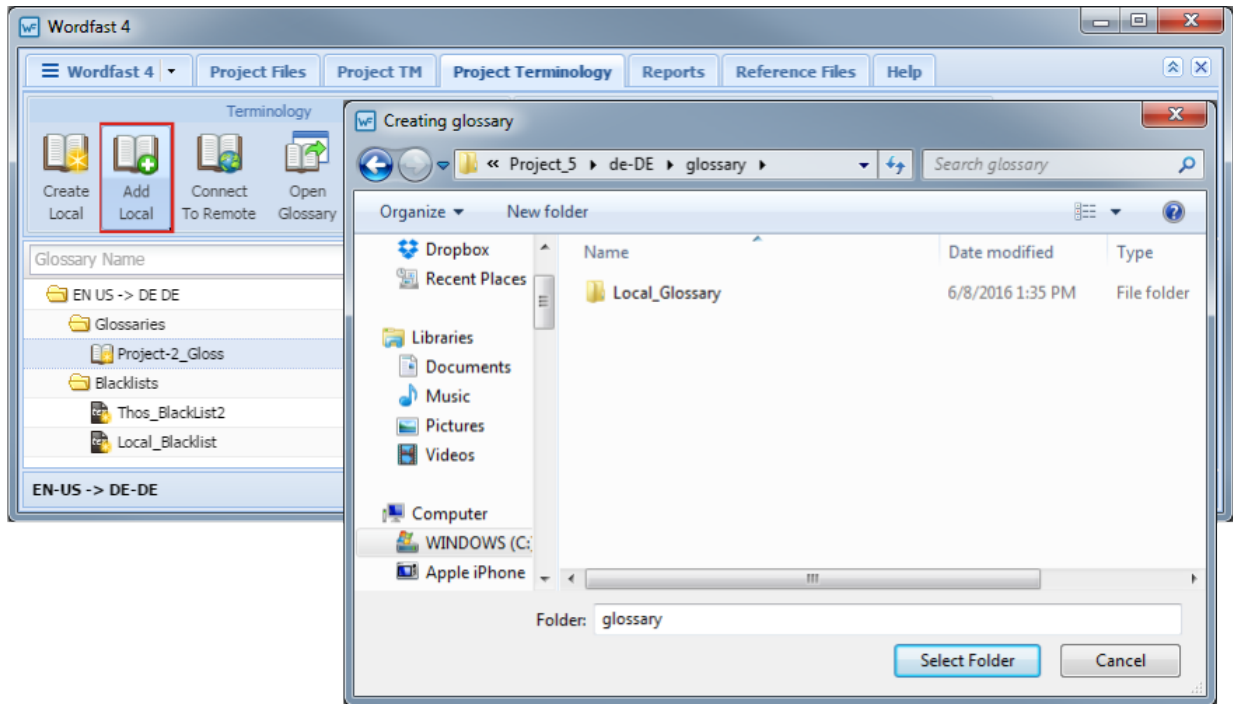 Wordfast 4
Wordfast 4
Project Files
Project TM
Project Terminology
Reports
Reference Files
Help
Terminology
Create Local
Add Local
Connect To Remote
Open Glossary
Glossary Name
EN US -> DE DE
Glossaries
Project-2_Gloss
Blacklists
Thos_BlackList2
Local_Blacklist
EN-US -> DE-DE
Creating glossary
« Project_5 ▸ de-DE ▸ glossary ▸
Search glossary
Organize
New folder
Name
Date modified
Type
Dropbox
Recent Places
Libraries
Documents
Music
Pictures
Videos
Computer
WINDOWS (C:
Apple iPhone
Local_Glossary
6/8/2016 1:35 PM
File folder
Folder: glossary
Select Folder
Cancel